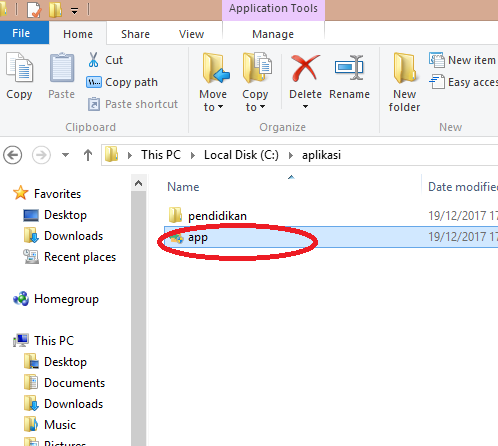 Application Tools
File Home Share View Manage
Copy Paste Cut Copy path Paste shortcut
Move to Copy to Delete Rename New folder
New item
Easy acce
Clipboard Organize New
This PC Local Disk (C:) aplikasi
Name Date modified
Favorites
Desktop
Downloads
Recent places
Homegroup
This PC
Desktop
Documents
Downloads
Music
Pictures
pendidikan 19/12/2017 17
app 19/12/2017 17